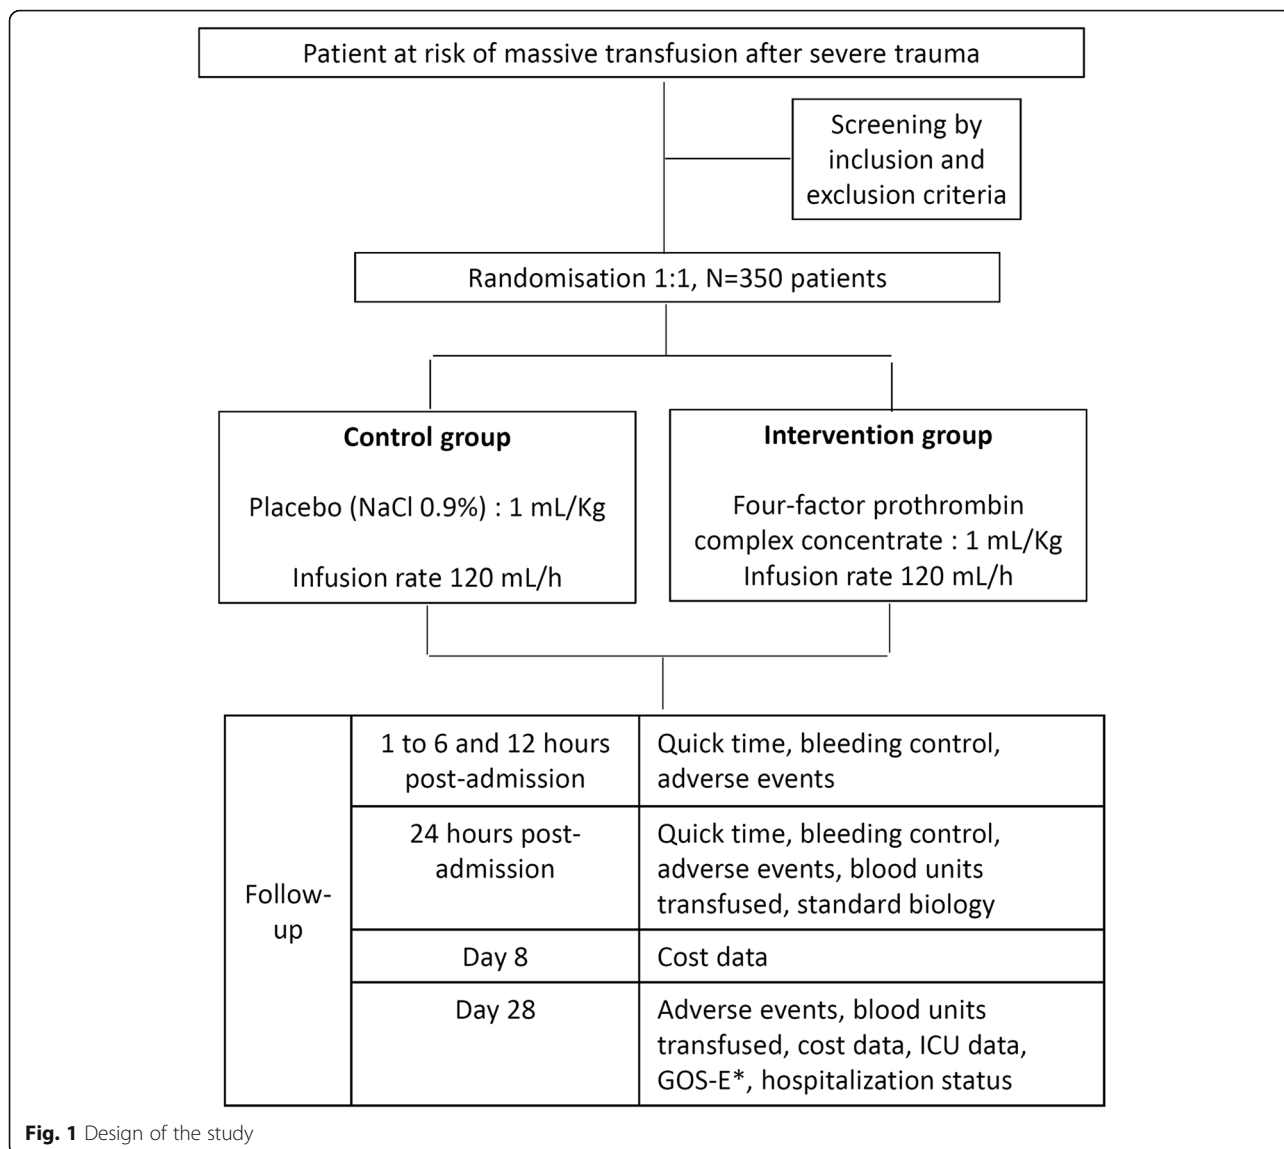 Patient at risk of massive transfusion after severe trauma
Screening by
inclusion and
exclusion criteria
Randomisation 1:1, N=350 patients
Control group
Placebo (NaCl 0.9%) : 1 mL/Kg
Infusion rate 120 mL/h
Intervention group
Four-factor prothrombin
complex concentrate : 1 mL/Kg
Infusion rate 120 mL/h
Follow-
up
1 to 6 and 12 hours
post-admission
Quick time, bleeding control,
adverse events
24 hours post-
admission
Quick time, bleeding control,
adverse events, blood units
transfused, standard biology
Day 8
Cost data
Day 28
Adverse events, blood units
transfused, cost data, ICU data,
GOS-E*, hospitalization status
Fig. 1 Design of the study